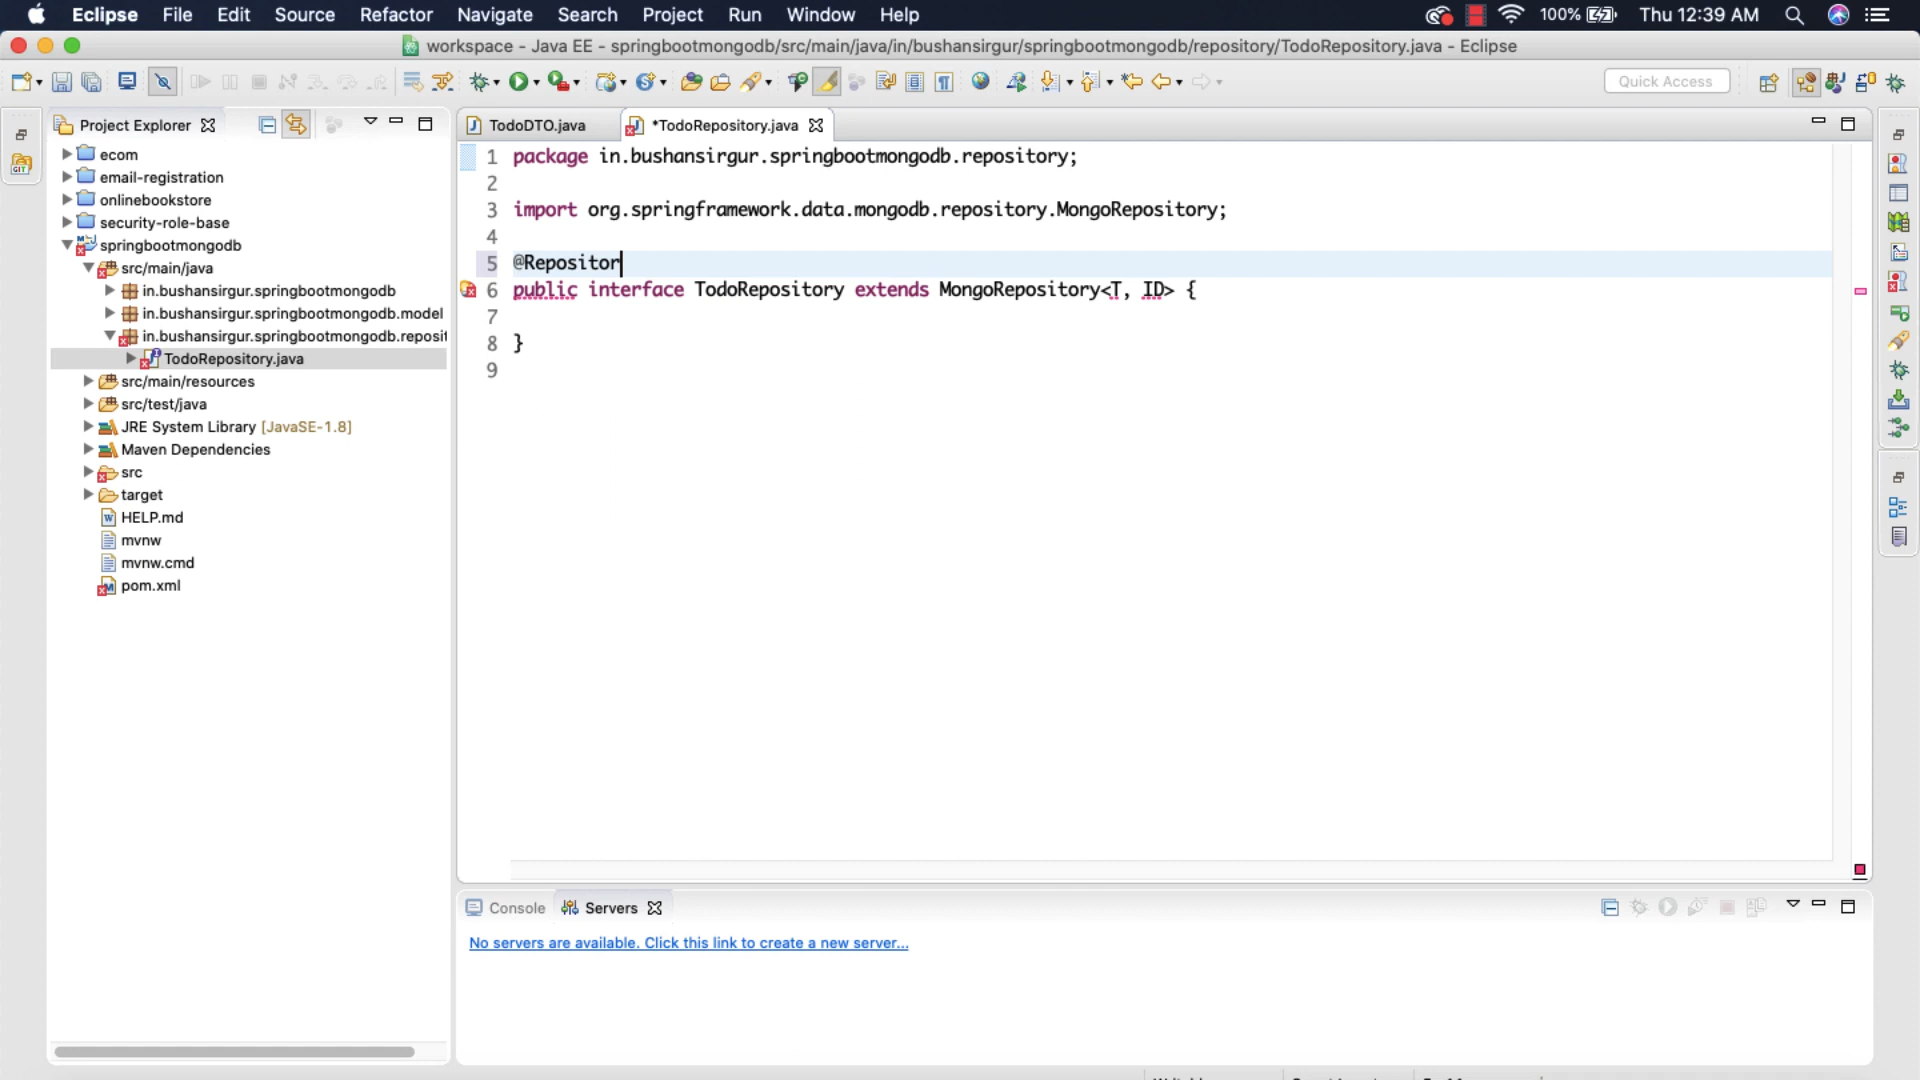 Eclipse File Edit Source Refactor Navigate Search Project Run Window Help 100% Thu 12:39 AM
workspace - Java EE - springbootmongodb/src/main/java/in/bushansirgur/springbootmongodb/repository/TodoRepository.java - Eclipse
Quick Access
Project Explorer
ecom
email-registration
onlinebookstore
security-role-base
springbootmongodb
src/main/java
in.bushansirgur.springbootmongodb
in.bushansirgur.springbootmongodb.model
in.bushansirgur.springbootmongodb.reposit
TodoRepository.java
src/main/resources
src/test/java
JRE System Library [JavaSE-1.8]
Maven Dependencies
src
target
HELP.md
mvnw
mvnw.cmd
pom.xml
TodoDTO.java *TodoRepository.java
1 package in.bushansirgur.springbootmongodb.repository;
2
3 import org.springframework.data.mongodb.repository.MongoRepository;
4
5 @Repositor
6 public interface TodoRepository extends MongoRepository<T, ID> {
7
8 }
9
Console Servers
No servers are available. Click this link to create a new server...